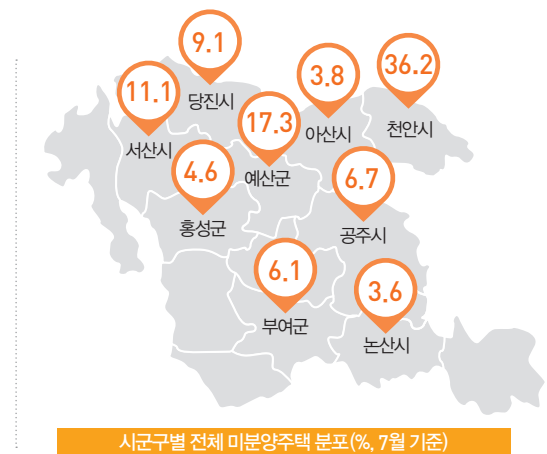 9.1
당진시
3.8
아산시
36.2
천안시
11.1
서산시
17.3
예산군
4.6
홍성군
6.7
공주시
6.1
부여군
3.6
논산시
시군구별 전체 미분양주택 분포(%, 7월 기준)